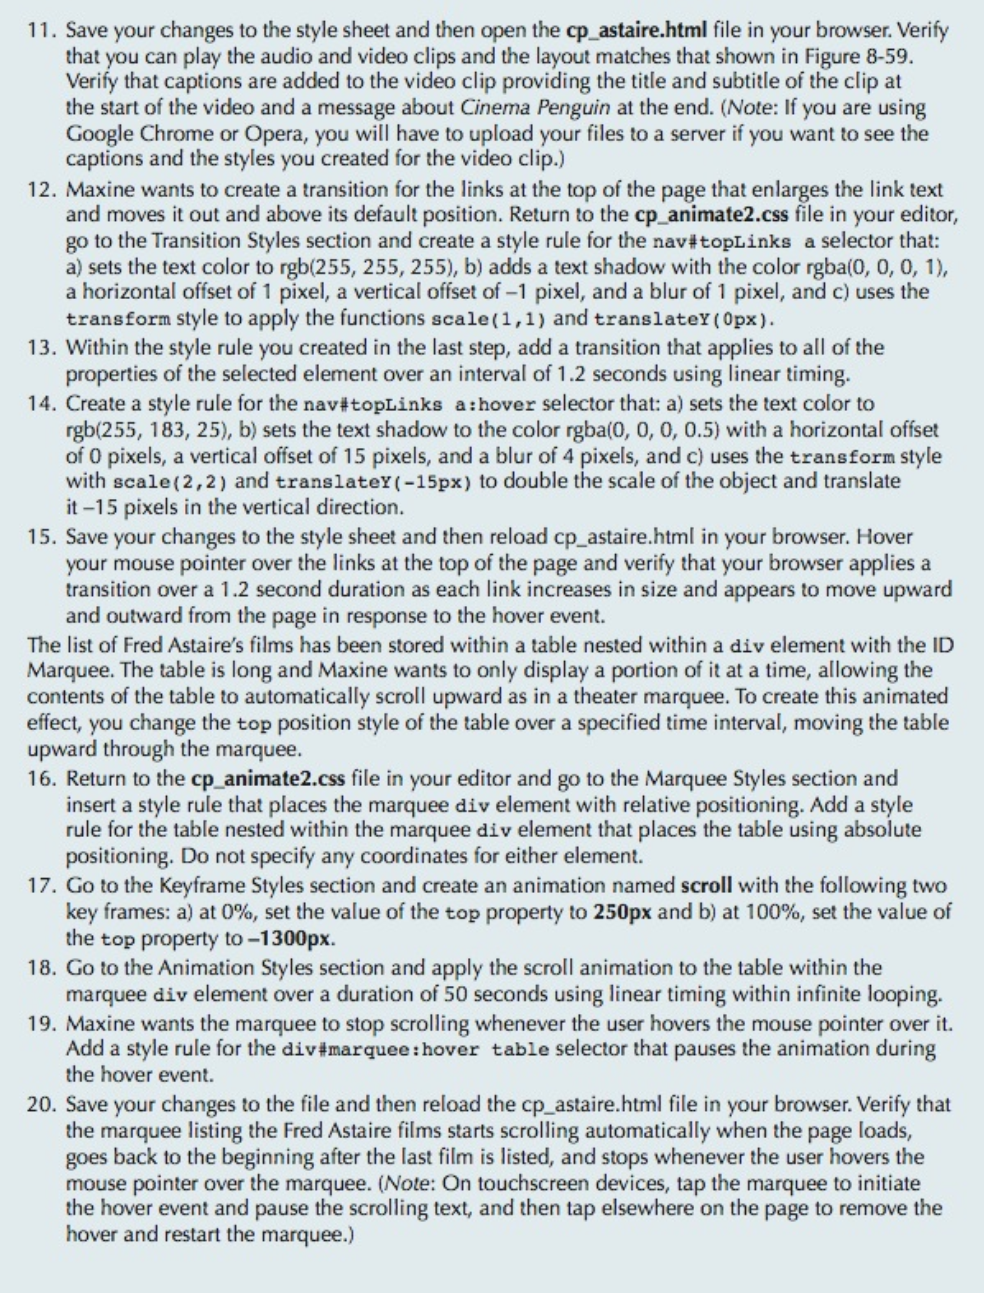 11. Save your changes to the style sheet and then open the cp_astaire.html file in your browser. Verify
that you can play the audio and video clips and the layout matches that shown in Figure 8-59.
Verify that captions are added to the video clip providing the title and subtitle of the clip at
the start of the video and a message about Cinema Penguin at the end. (Note: If you are using
Google Chrome or Opera, you will have to upload your files to a server if you want to see the
captions and the styles you created for the video clip.)
12. Maxine wants to create a transition for the links at the top of the page that enlarges the link text
and moves it out and above its default position. Return to the cp_animate2.css file in your editor,
go to the Transition Styles section and create a style rule for the nav#topLinks a selector that:
a) sets the text color to rgb(255, 255, 255), b) adds a text shadow with the color rgba(0, 0, 0, 1),
a horizontal offset of 1 pixel, a vertical offset of –1 pixel, and a blur of 1 pixel, and c) uses the
transform style to apply the functions scale(1,1) and translateY(0px).
13. Within the style rule you created in the last step, add a transition that applies to all of the
properties of the selected element over an interval of 1.2 seconds using linear timing.
14. Create a style rule for the nav#topLinks a:hover selector that: a) sets the text color to
rgb(255, 183, 25), b) sets the text shadow to the color rgba(0, 0, 0, 0.5) with a horizontal offset
of 0 pixels, a vertical offset of 15 pixels, and a blur of 4 pixels, and c) uses the transform style
with scale(2,2) and translateY(-15px) to double the scale of the object and translate
it –15 pixels in the vertical direction.
15. Save your changes to the style sheet and then reload cp_astaire.html in your browser. Hover
your mouse pointer over the links at the top of the page and verify that your browser applies a
transition over a 1.2 second duration as each link increases in size and appears to move upward
and outward from the page in response to the hover event.
The list of Fred Astaire's films has been stored within a table nested within a div element with the ID
Marquee. The table is long and Maxine wants to only display a portion of it at a time, allowing the
contents of the table to automatically scroll upward as in a theater marquee. To create this animated
effect, you change the top position style of the table over a specified time interval, moving the table
upward through the marquee.
16. Return to the cp_animate2.css file in your editor and go to the Marquee Styles section and
insert a style rule that places the marquee div element with relative positioning. Add a style
rule for the table nested within the marquee div element that places the table using absolute
positioning. Do not specify any coordinates for either element.
17. Go to the Keyframe Styles section and create an animation named scroll with the following two
key frames: a) at 0%, set the value of the top property to 250px and b) at 100%, set the value of
the top property to –1300px.
18. Go to the Animation Styles section and apply the scroll animation to the table within the
marquee div element over a duration of 50 seconds using linear timing within infinite looping.
19. Maxine wants the marquee to stop scrolling whenever the user hovers the mouse pointer over it.
Add a style rule for the div#marquee:hover table selector that pauses the animation during
the hover event.
20. Save your changes to the file and then reload the cp_astaire.html file in your browser. Verify that
the marquee listing the Fred Astaire films starts scrolling automatically when the page loads,
goes back to the beginning after the last film is listed, and stops whenever the user hovers the
mouse pointer over the marquee. (Note: On touchscreen devices, tap the marquee to initiate
the hover event and pause the scrolling text, and then tap elsewhere on the page to remove the
hover and restart the marquee.)